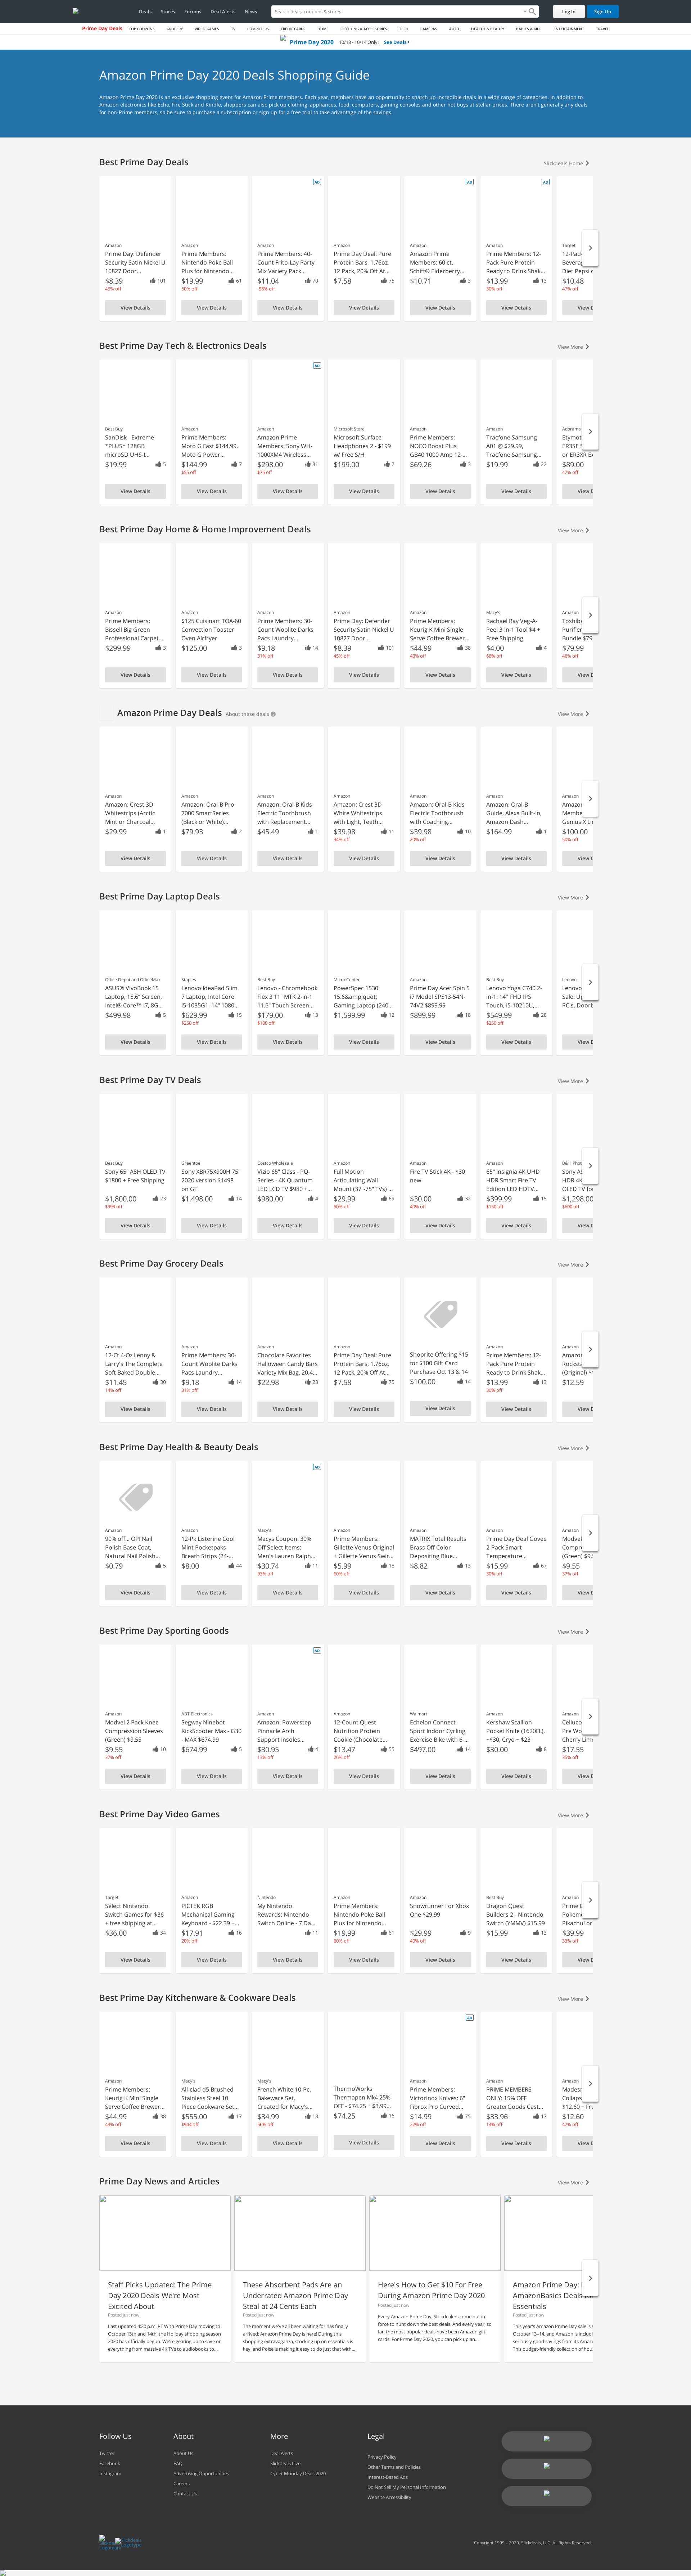 Deals Stores Forums Deal Alerts News
Search deals, coupons & stores
Log In Sign Up
Prime Day Deals TOP COUPONS GROCERY VIDEO GAMES TV COMPUTERS CREDIT CARDS HOME CLOTHING & ACCESSORIES TECH CAMERAS AUTO HEALTH & BEAUTY BABIES & KIDS ENTERTAINMENT TRAVEL
Prime Day 2020 10/13 - 10/14 Only! See Deals
Amazon Prime Day 2020 Deals Shopping Guide
Amazon Prime Day 2020 is an exclusive shopping event for Amazon Prime members. Each year, members have an opportunity to snatch up incredible deals in a wide range of categories. In addition to
Amazon electronics like Echo, Fire Stick and Kindle, shoppers can also pick up clothing, appliances, food, computers, gaming consoles and other hot buys at stellar prices. There aren't generally any deals
for non-Prime members, so be sure to purchase a subscription or sign up for a free trial to take advantage of the savings.
Best Prime Day Deals
Slickdeals Home
Amazon
Prime Day: Defender
Security Satin Nickel U
10827 Door...
$8.39 101
45% off
View Details
Amazon
Prime Members:
Nintendo Poke Ball
Plus for Nintendo...
$19.99 61
60% off
View Details
AD
Amazon
Prime Members: 40-
Count Frito-Lay Party
Mix Variety Pack...
$11.04 70
-58% off
View Details
Amazon
Prime Day Deal: Pure
Protein Bars, 1.76oz,
12 Pack, 20% Off At...
$7.58 75
View Details
AD
Amazon
Amazon Prime
Members: 60 ct.
Schiff® Elderberry...
$10.71 3
View Details
AD
Amazon
Prime Members: 12-
Pack Pure Protein
Ready to Drink Shak...
$13.99 13
30% off
View Details
Target
12-Pack
Beverag
Diet Pepsi o
$10.48
47% off
View D
Best Prime Day Tech & Electronics Deals
View More
Best Buy
SanDisk - Extreme
*PLUS* 128GB
microSD UHS-I...
$19.99 5
View Details
Amazon
Prime Members:
Moto G Fast $144.99.
Moto G Power...
$144.99 7
$55 off
View Details
AD
Amazon
Amazon Prime
Members: Sony WH-
1000XM4 Wireless...
$298.00 81
$75 off
View Details
Microsoft Store
Microsoft Surface
Headphones 2 - $199
w/ Free S/H
$199.00 7
View Details
Amazon
Prime Members:
NOCO Boost Plus
GB40 1000 Amp 12-...
$69.26 3
View Details
Amazon
Tracfone Samsung
A01 @ $29.99,
Tracfone Samsung...
$19.99 22
View Details
Adorama
Etymoti
ER3SE S
or ER3XR Ex
$89.00
47% off
View D
Best Prime Day Home & Home Improvement Deals
View More
Amazon
Prime Members:
Bissell Big Green
Professional Carpet...
$299.99 3
View Details
Amazon
$125 Cuisinart TOA-60
Convection Toaster
Oven Airfryer
$125.00 3
View Details
Amazon
Prime Members: 30-
Count Woolite Darks
Pacs Laundry...
$9.18 14
31% off
View Details
Amazon
Prime Day: Defender
Security Satin Nickel U
10827 Door...
$8.39 101
45% off
View Details
Amazon
Prime Members:
Keurig K Mini Single
Serve Coffee Brewer...
$44.99 38
43% off
View Details
Macy's
Rachael Ray Veg-A-
Peel 3-In-1 Tool $4 +
Free Shipping
$4.00 4
66% off
View Details
Amazon
Toshiba
Purifier
Bundle $79.
$79.99
46% off
View D
Amazon Prime Day Deals About these deals
View More
Amazon
Amazon: Crest 3D
Whitestrips (Arctic
Mint or Charcoal...
$29.99 1
View Details
Amazon
Amazon: Oral-B Pro
7000 SmartSeries
(Black or White)...
$79.93 2
View Details
Amazon
Amazon: Oral-B Kids
Electric Toothbrush
with Replacement...
$45.49 1
View Details
Amazon
Amazon: Crest 3D
White Whitestrips
with Light, Teeth...
$39.98 11
34% off
View Details
Amazon
Amazon: Oral-B Kids
Electric Toothbrush
with Coaching...
$39.98 10
20% off
View Details
Amazon
Amazon: Oral-B
Guide, Alexa Built-In,
Amazon Dash...
$164.99 1
View Details
Amazon
Amazon
Membe
Genius X Lim
$100.00
50% off
View D
Best Prime Day Laptop Deals
View More
Office Depot and OfficeMax
ASUS® VivoBook 15
Laptop, 15.6" Screen,
Intel® Core™ i7, 8G...
$499.98 5
View Details
Staples
Lenovo IdeaPad Slim
7 Laptop, Intel Core
i5-1035G1, 14" 1080...
$629.99 15
$250 off
View Details
Best Buy
Lenovo - Chromebook
Flex 3 11" MTK 2-in-1
11.6" Touch Screen...
$179.00 13
$100 off
View Details
Micro Center
PowerSpec 1530
15.6&amp;quot;
Gaming Laptop (240...
$1,599.99 12
View Details
Amazon
Prime Day Acer Spin 5
i7 Model SP513-54N-
74V2 $899.99
$899.99 18
View Details
Best Buy
Lenovo Yoga C740 2-
in-1: 14'' FHD IPS
Touch, i5-10210U,...
$549.99 28
$250 off
View Details
Lenovo
Lenovo
Sale: Up
PC's, Doorb
View D
Best Prime Day TV Deals
View More
Best Buy
Sony 65" A8H OLED TV
$1800 + Free Shipping
$1,800.00 23
$995 off
View Details
Greentoe
Sony XBR75X900H 75"
2020 version $1498
on GT
$1,498.00 14
View Details
Costco Wholesale
Vizio 65" Class - PQ-
Series - 4K Quantum
LED LCD TV $980 +...
$980.00 4
View Details
Amazon
Full Motion
Articulating Wall
Mount (37"-75" TVs) ...
$29.99 69
50% off
View Details
Amazon
Fire TV Stick 4K - $30
new
$30.00 32
40% off
View Details
Amazon
65" Insignia 4K UHD
HDR Smart Fire TV
Edition LED HDTV...
$399.99 15
$150 off
View Details
B&H Photo
Sony A8
HDR 4K
OLED TV for
$1,298.00
$600 off
View D
Best Prime Day Grocery Deals
View More
Amazon
12-Ct 4-Oz Lenny &
Larry's The Complete
Soft Baked Double...
$11.45 30
14% off
View Details
Amazon
Prime Members: 30-
Count Woolite Darks
Pacs Laundry...
$9.18 14
31% off
View Details
Amazon
Chocolate Favorites
Halloween Candy Bars
Variety Mix Bag, 20.4...
$22.98 23
View Details
Amazon
Prime Day Deal: Pure
Protein Bars, 1.76oz,
12 Pack, 20% Off At...
$7.58 75
View Details
Shoprite Offering $15
for $100 Gift Card
Purchase Oct 13 & 14
$100.00 14
View Details
Amazon
Prime Members: 12-
Pack Pure Protein
Ready to Drink Shak...
$13.99 13
30% off
View Details
Amazon
Amazon
Rocksta
(Original) $1
$12.59
View D
Best Prime Day Health & Beauty Deals
View More
Amazon
90% off... OPI Nail
Polish Base Coat,
Natural Nail Polish...
$0.79 5
View Details
Amazon
12-Pk Listerine Cool
Mint Pocketpaks
Breath Strips (24-...
$8.00 44
View Details
AD
Macy's
Macys Coupon: 30%
Off Select Items:
Men's Lauren Ralph...
$30.74 11
93% off
View Details
Amazon
Prime Members:
Gillette Venus Original
+ Gillette Venus Swir...
$5.99 18
60% off
View Details
Amazon
MATRIX Total Results
Brass Off Color
Depositing Blue...
$8.82 13
View Details
Amazon
Prime Day Deal Govee
2-Pack Smart
Temperature...
$15.99 67
30% off
View Details
Amazon
Modvel
Compre
(Green) $9.5
$9.55
37% off
View D
Best Prime Day Sporting Goods
View More
Amazon
Modvel 2 Pack Knee
Compression Sleeves
(Green) $9.55
$9.55 10
37% off
View Details
ABT Electronics
Segway Ninebot
KickScooter Max - G30
- MAX $674.99
$674.99 5
View Details
AD
Amazon
Amazon: Powerstep
Pinnacle Arch
Support Insoles...
$30.95 4
13% off
View Details
Amazon
12-Count Quest
Nutrition Protein
Cookie (Chocolate...
$13.47 55
26% off
View Details
Walmart
Echelon Connect
Sport Indoor Cycling
Exercise Bike with 6-...
$497.00 14
View Details
Amazon
Kershaw Scallion
Pocket Knife (1620FL),
~$30; Cryo ~ $23
$30.00 8
View Details
Amazon
Celluco
Pre Wo
Cherry Lime
$17.55
35% off
View D
Best Prime Day Video Games
View More
Target
Select Nintendo
Switch Games for $36
+ free shipping at...
$36.00 34
View Details
Amazon
PICTEK RGB
Mechanical Gaming
Keyboard - $22.39 +...
$17.91 16
20% off
View Details
Nintendo
My Nintendo
Rewards: Nintendo
Switch Online - 7 Da...
11
View Details
Amazon
Prime Members:
Nintendo Poke Ball
Plus for Nintendo...
$19.99 61
60% off
View Details
Amazon
Snowrunner For Xbox
One $29.99
$29.99 9
40% off
View Details
Best Buy
Dragon Quest
Builders 2 - Nintendo
Switch (YMMV) $15.99
$15.99 13
View Details
Amazon
Prime D
Pokemo
Pikachu! or
$39.99
33% off
View D
Best Prime Day Kitchenware & Cookware Deals
View More
Amazon
Prime Members:
Keurig K Mini Single
Serve Coffee Brewer...
$44.99 38
43% off
View Details
Macy's
All-clad d5 Brushed
Stainless Steel 10
Piece Cookware Set...
$555.00 17
$944 off
View Details
Macy's
French White 10-Pc.
Bakeware Set,
Created for Macy's...
$34.99 18
56% off
View Details
ThermoWorks
Thermapen Mk4 25%
OFF - $74.25 + $3.99...
$74.25 16
View Details
AD
Amazon
Prime Members:
Victorinox Knives: 6"
Fibrox Pro Curved...
$14.99 75
22% off
View Details
Amazon
PRIME MEMBERS
ONLY: 15% OFF
GreaterGoods Cast...
$33.96 17
14% off
View Details
Amazon
Madesm
Collaps
$12.60 + Fre
$12.60
47% off
View D
Prime Day News and Articles
View More
Staff Picks Updated: The Prime
Day 2020 Deals We're Most
Excited About
Posted just now
Last updated 4:20 p.m. PT With Prime Day moving to
October 13th and 14th, the Holiday shopping season
2020 has officially begun. We're gearing up to save on
everything from massive 4K TVs to audiobooks to...
These Absorbent Pads Are an
Underrated Amazon Prime Day
Steal at 24 Cents Each
Posted just now
The moment we've all been waiting for has finally
arrived: Amazon Prime Day is here! During this
shopping extravaganza, stocking up on essentials is
key, and Poise is making it easy to do just that with...
Here's How to Get $10 For Free
During Amazon Prime Day 2020
Posted just now
Every Amazon Prime Day, Slickdealers come out in
force to hunt down the best deals. And every year, so
far, the most popular deals have been Amazon gift
cards. For Prime Day 2020, you can pick up an...
Amazon Prime Day:
AmazonBasics Deals
Essentials
Posted just now
This year's Amazon Prime Day sale is
October 13–14, and Amazon is includi
seriously good savings from its Amaz
This budget-friendly collection of hou
Follow Us
Twitter
Facebook
Instagram
About
About Us
FAQ
Advertising Opportunities
Careers
Contact Us
More
Deal Alerts
Slickdeals Live
Cyber Monday Deals 2020
Legal
Privacy Policy
Other Terms and Policies
Interest-Based Ads
Do Not Sell My Personal Information
Website Accessibility
Copyright 1999 - 2020. Slickdeals, LLC. All Rights Reserved.